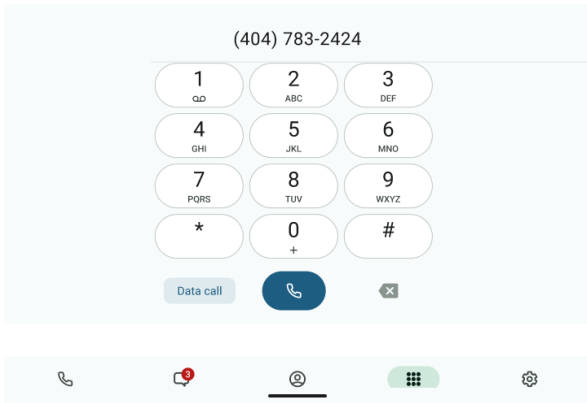 (404) 783-2424
1 2 3
ABC DEF
4 5 6
GHI JKL MNO
7 8 9
PQRS TUV WXYZ
* 0 #
+
Data call
3